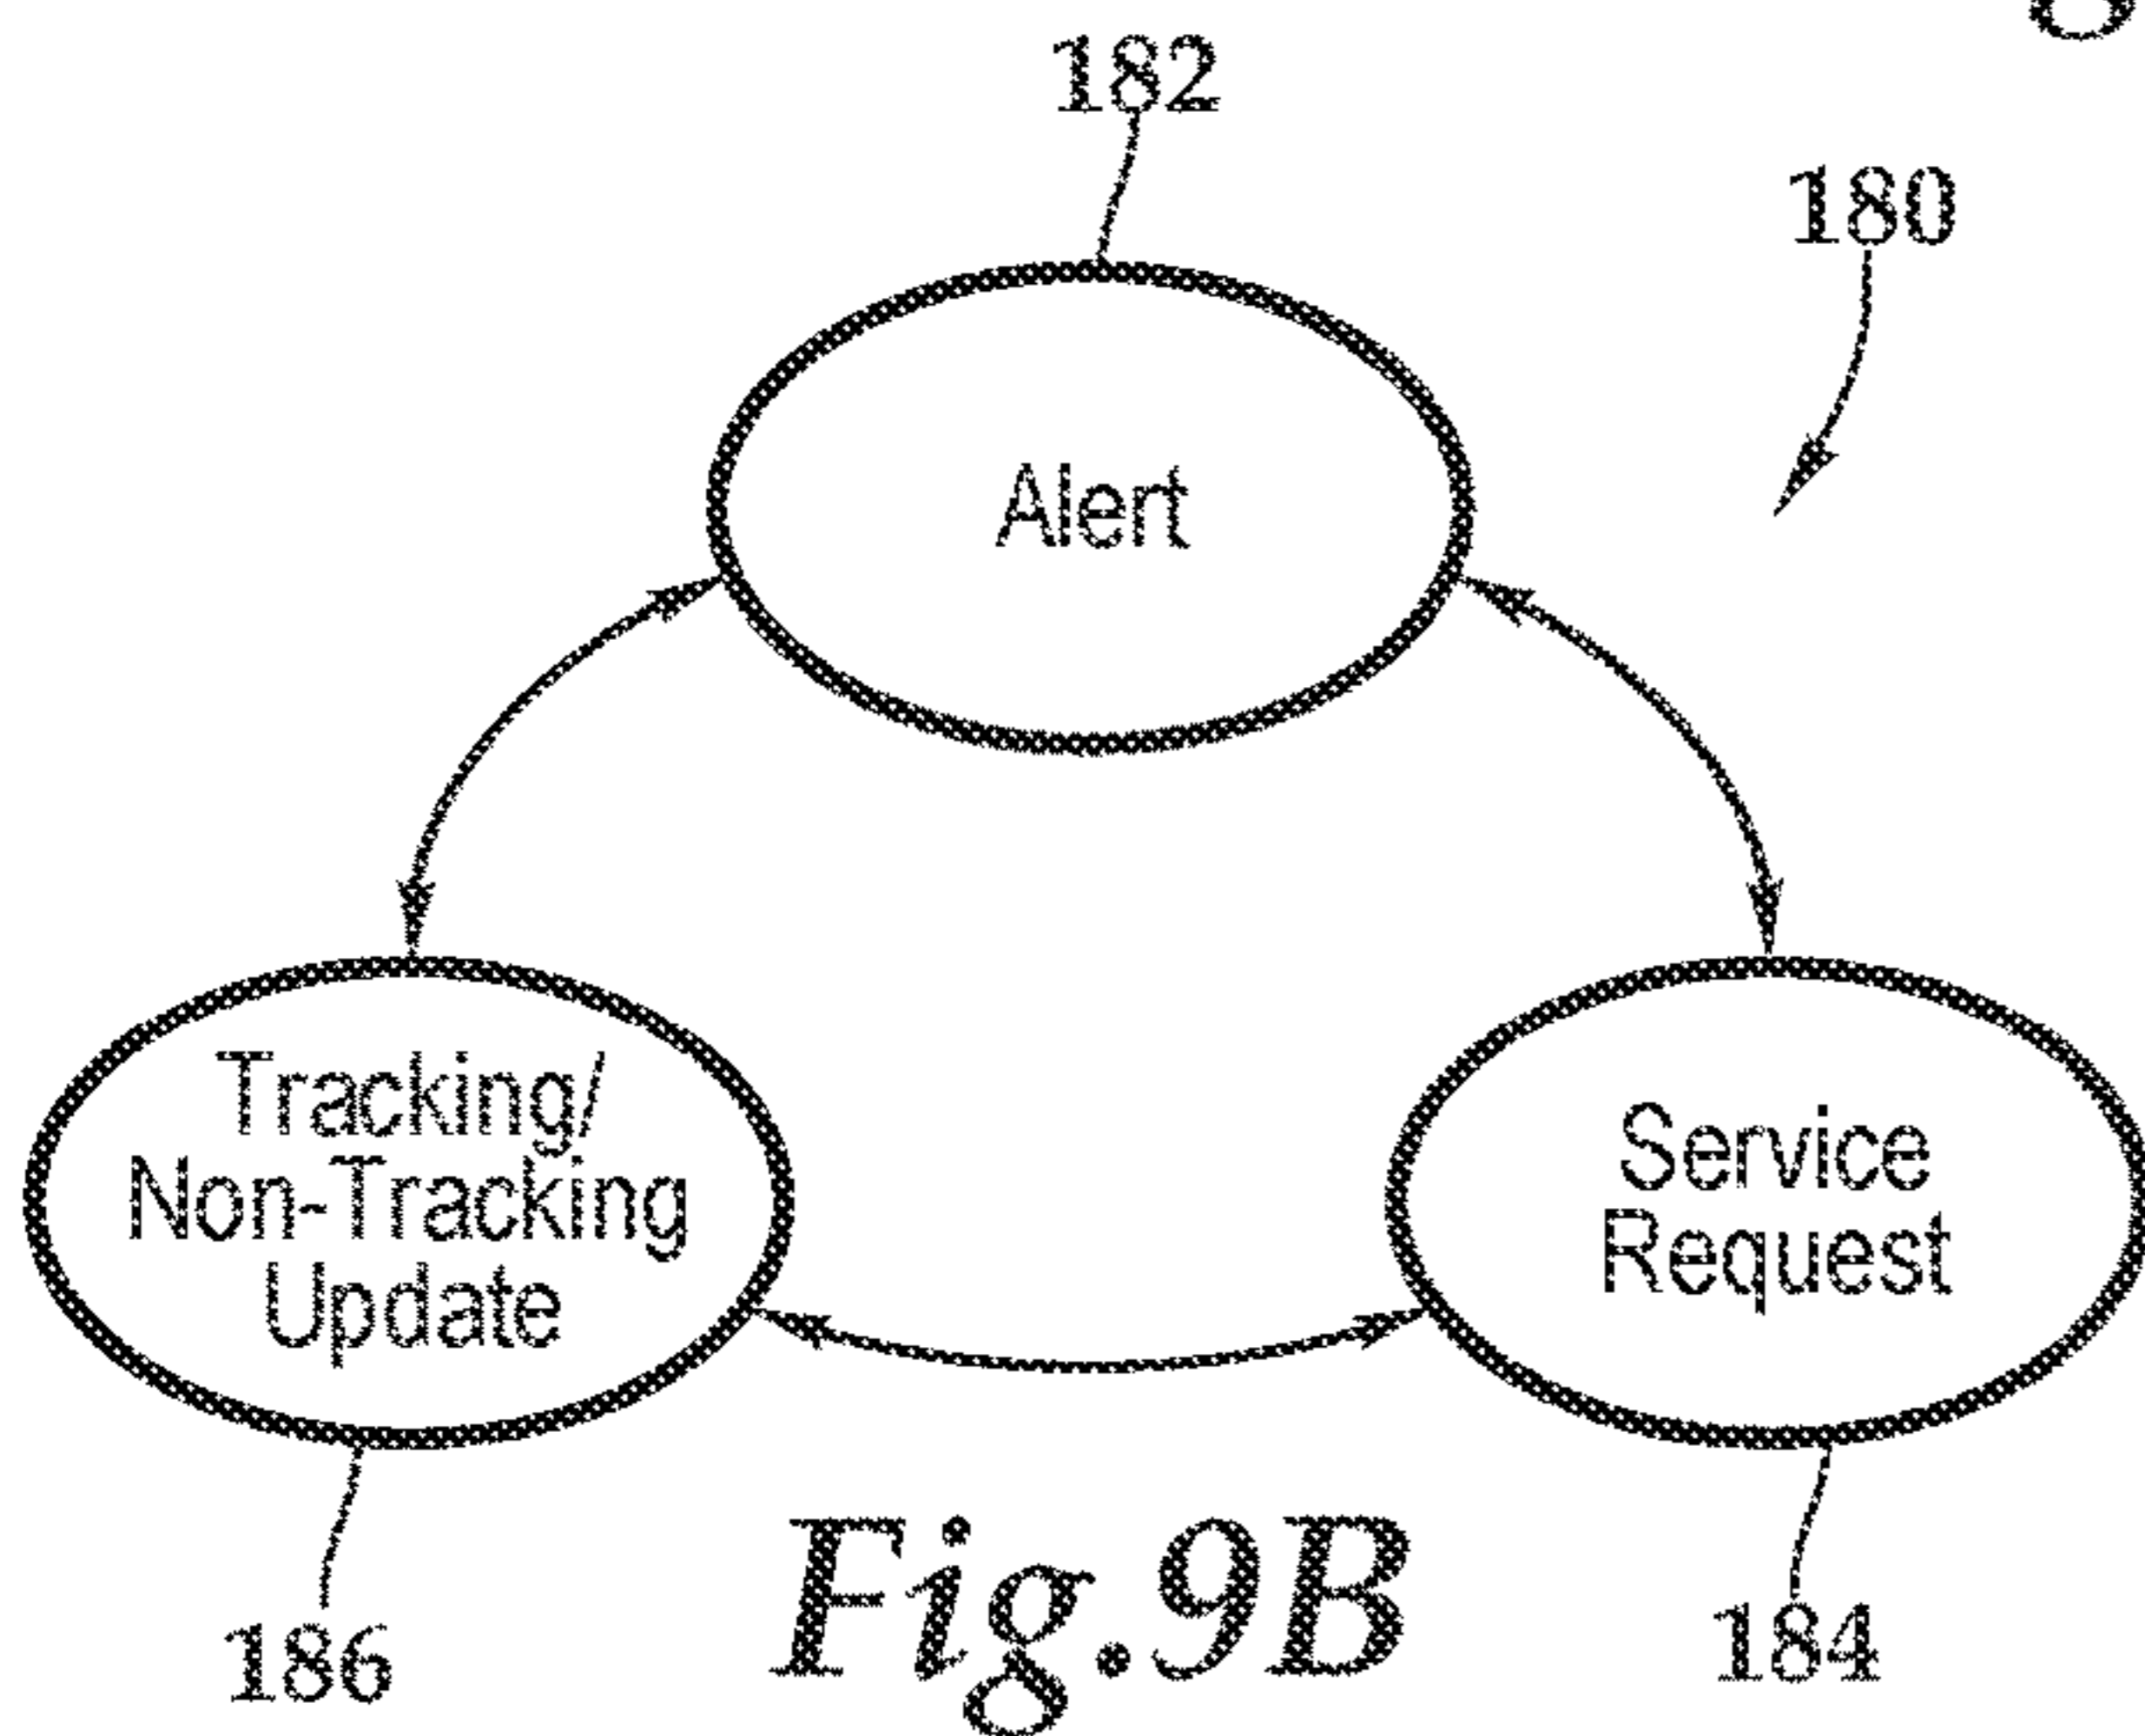 182
180
Alert
Tracking/
Non-Tracking
Update
Service
Request
186
Fig.9B
184